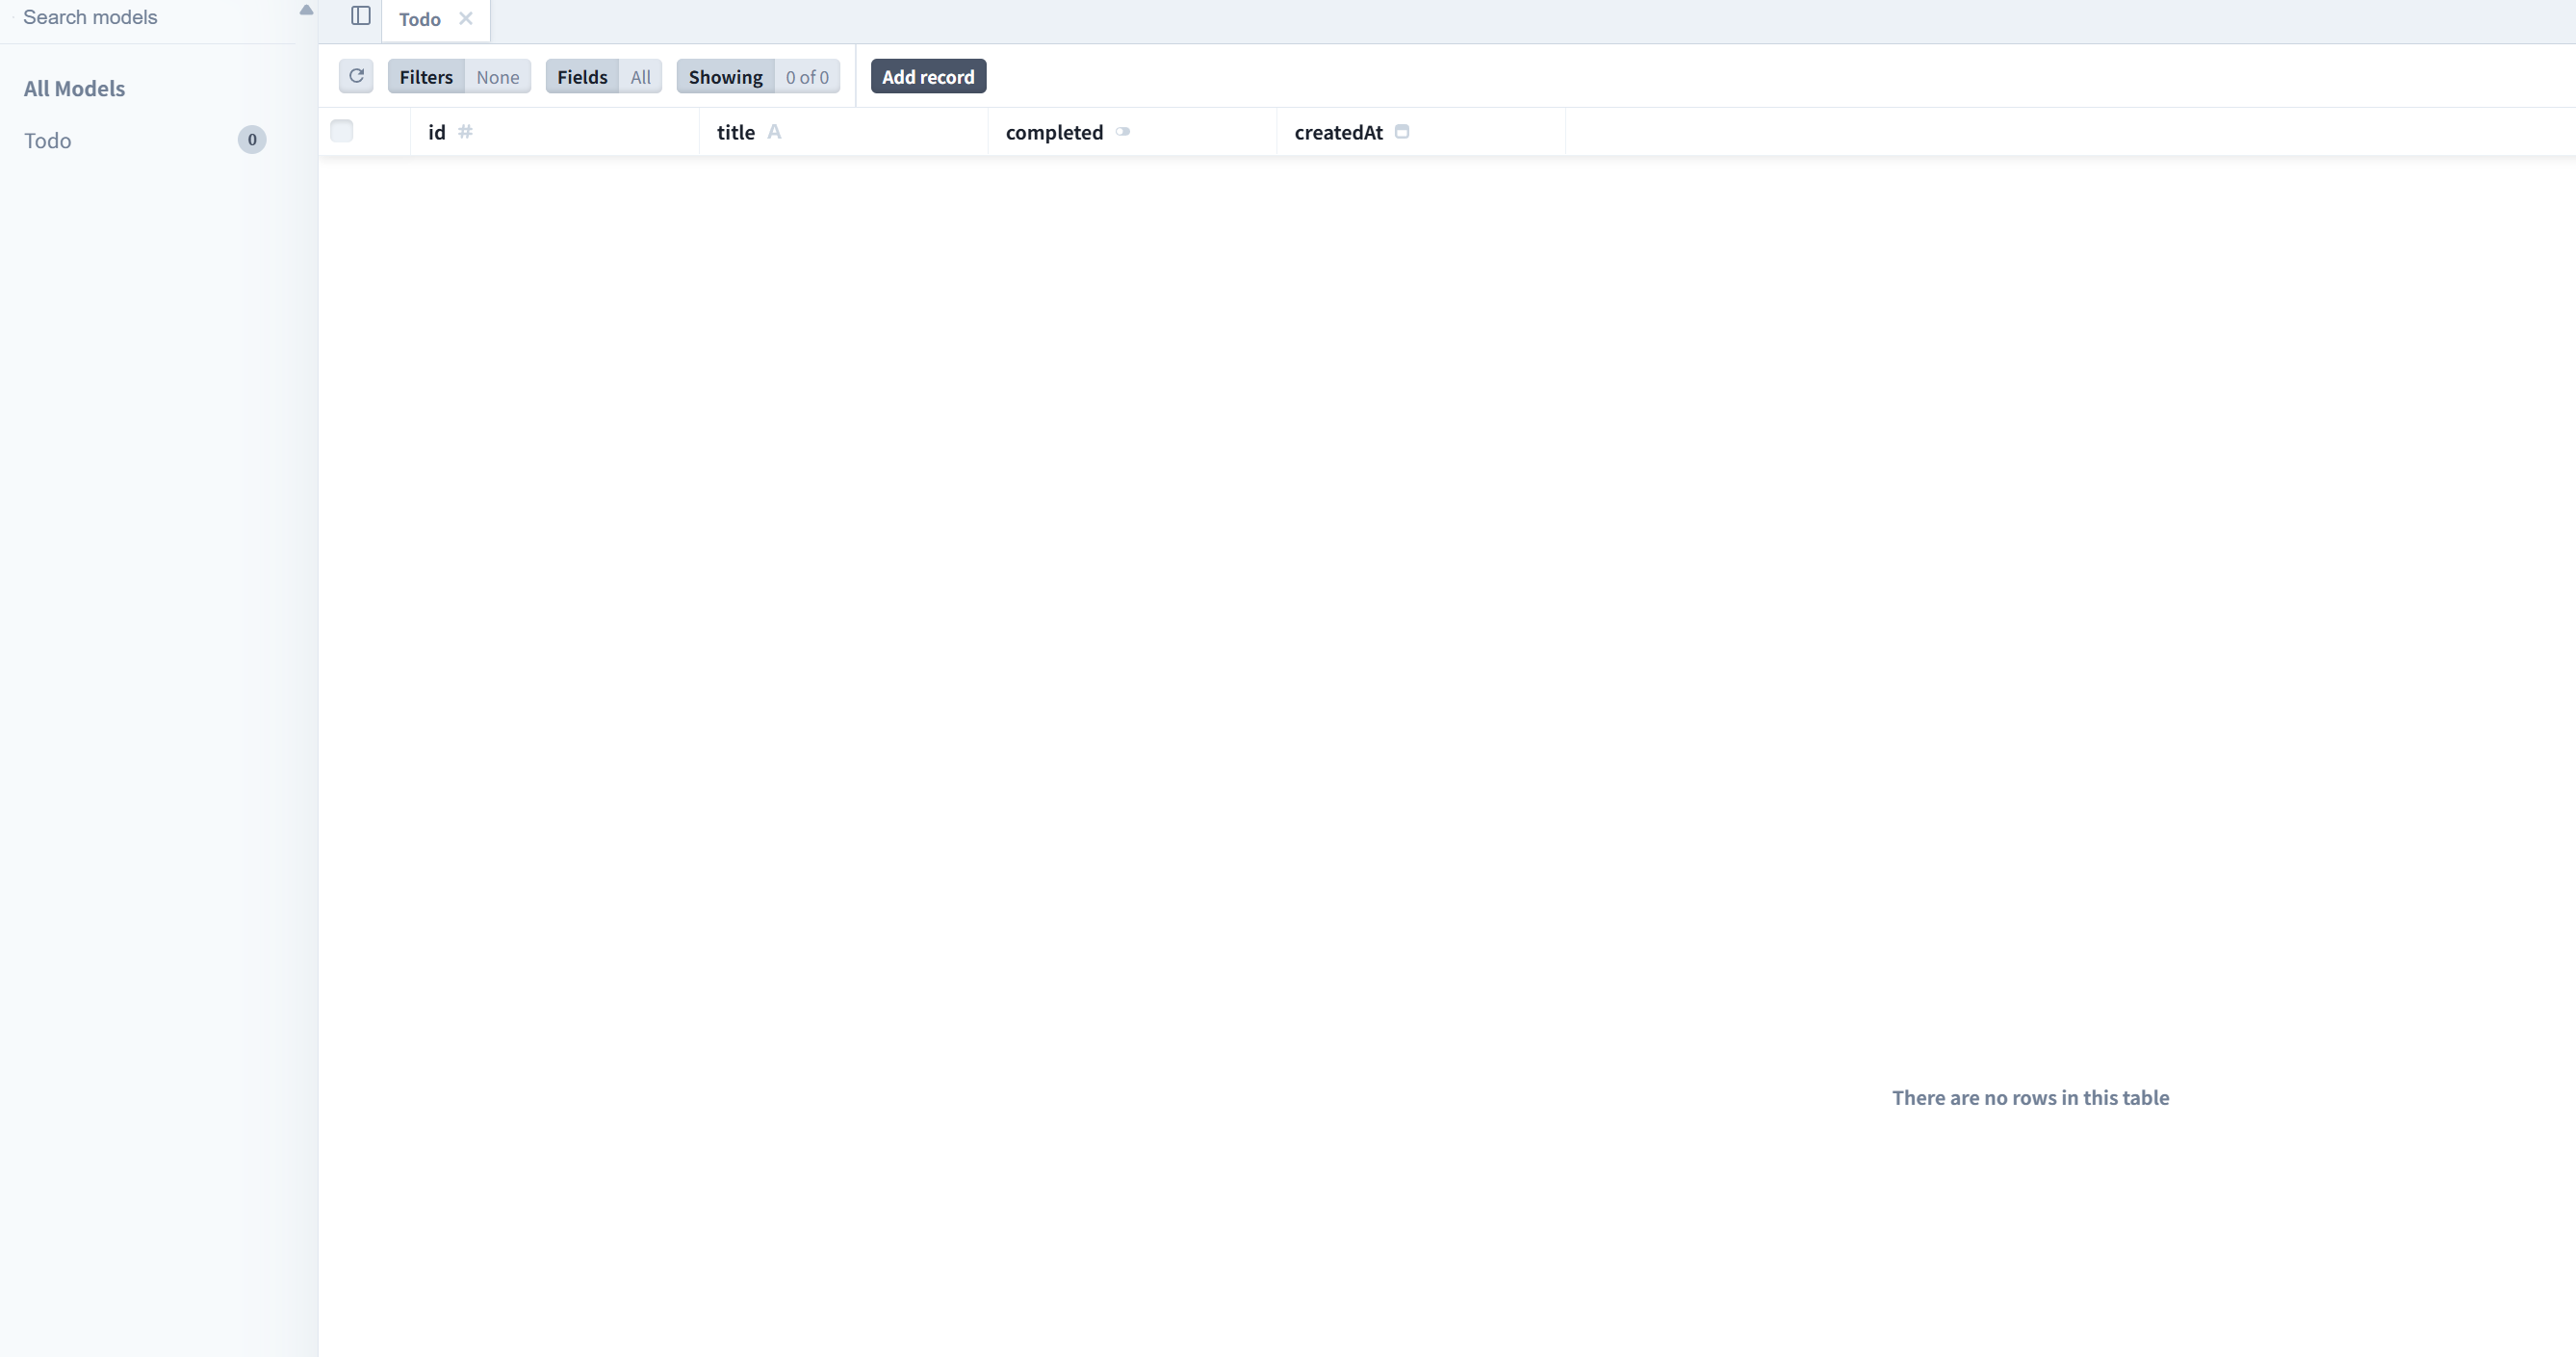 Search models
All Models
Todo 0
Todo
Filters None Fields All Showing 0 of 0 Add record
id title completed createdAt
There are no rows in this table